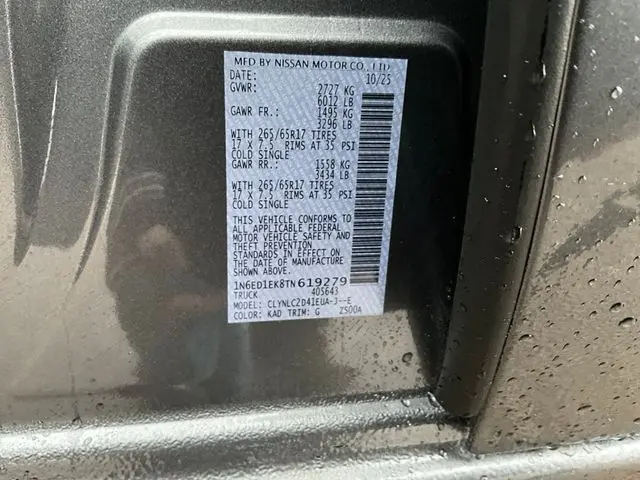 MFD BY NISSAN MOTOR CO., LTD
DATE: 10/25
GVWR: 2727 KG
6012 LB
GAWR FR.: 1495 KG
3296 LB
WITH 265/65R17 TIRES
17 X 7.5 RIMS AT 35 PSI
COLD SINGLE
GAWR RR.: 1558 KG
3434 LB
WITH 265/65R17 TIRES
17 X 7.5 RIMS AT 35 PSI
COLD SINGLE
THIS VEHICLE CONFORMS TO
ALL APPLICABLE FEDERAL
MOTOR VEHICLE SAFETY AND
THEFT PREVENTION
STANDARDS IN EFFECT ON
THE DATE OF MANUFACTURE
SHOWN ABOVE.
1N6ED1EK8TN619279
TRUCK 405643
MODEL: CLYNLC2D41EUA-J--E
COLOR: KAD TRIM: G ZS00A